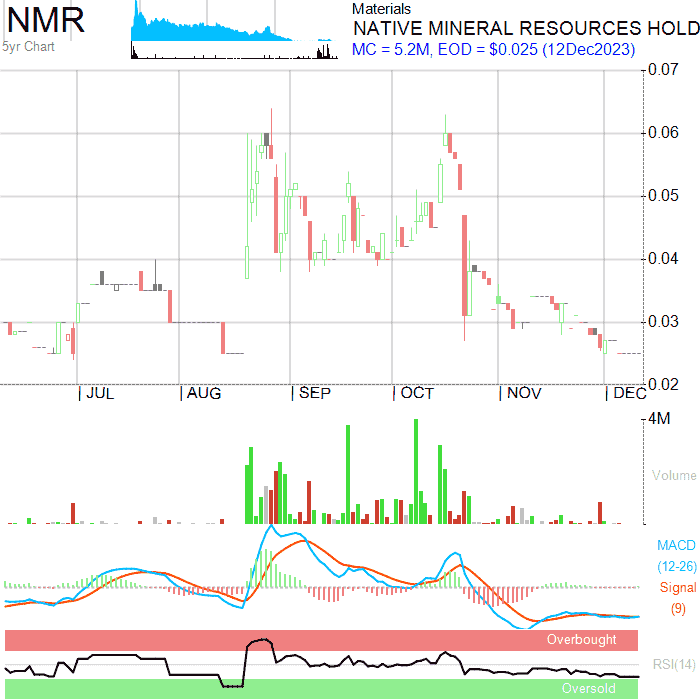 NMR
5yr Chart
Materials
NATIVE MINERAL RESOURCES HOLD
MC = 5.2M, EOD = $0.025 (12Dec2023)
0.07
0.06
0.05
0.04
0.03
0.02
JUL
AUG
SEP
OCT
NOV
DEC
4M
Volume
MACD
(12-26)
Signal
(9)
Overbought
RSI(14)
Oversold